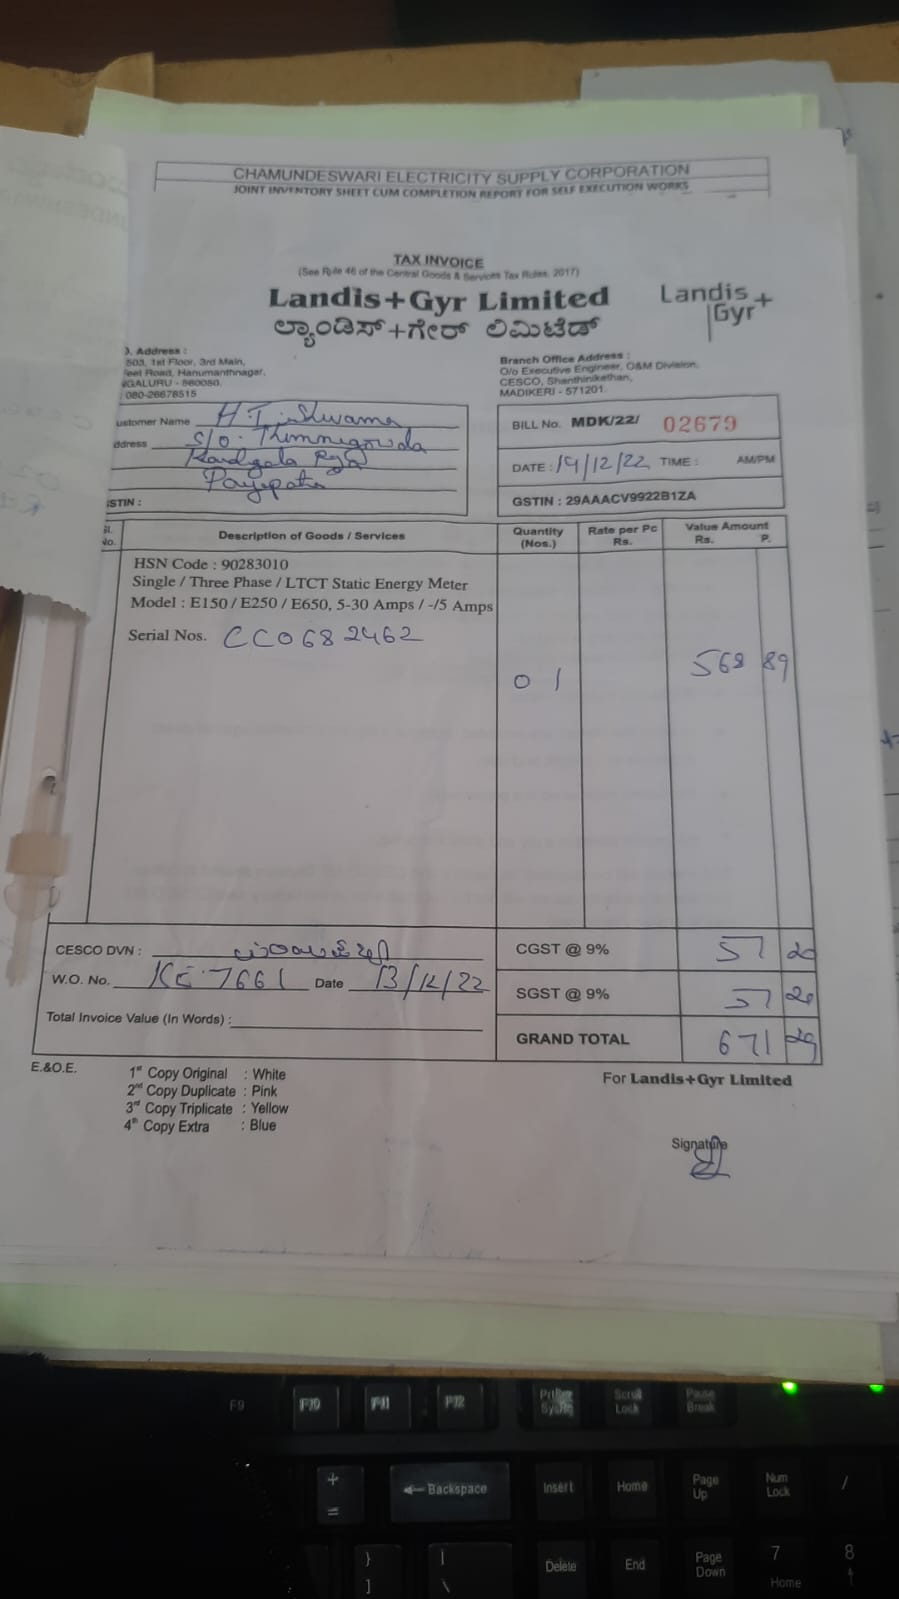 CHAMUNDESWARI ELECTRICITY SUPPLY CORPORATION
JOINT INVENTORY SHEET CUM COMPLETION REPORT FOR SELF EXECUTION WORKS
TAX INVOICE
(See Rule 46 of the Central Goods & Services Tax Rules, 2017)
Landis+Gyr Limited
ಲ್ಯಾಂಡಿಸ್+ಗೇರ್ ಲಿಮಿಟೆಡ್
Landis+
Gyr
Address :
503, 1st Floor, 3rd Main,
Road, Hanumanthnagar,
560050.
080-26678515
Branch Office Address :
O/o Executive Engineer, O&M Division,
CESCO, Shanthinikethan,
MADIKERI - 571201.
Name H T
S/O. Thimmegowda
BILL No. MDK/22/ 02679
DATE : 19/12/22 TIME : AM/PM
GSTIN : 29AAACV9922B1ZA
Description of Goods / Services
Quantity (Nos.)
Rate per Pc Rs.
Value Amount Rs. P.
HSN Code : 90283010
Single / Three Phase / LTCT Static Energy Meter
Model : E150 / E250 / E650, 5-30 Amps / -/5 Amps
Serial Nos. CC0682462
01 568 89
CESCO DVN :
W.O. No. KE 7661 Date 13/12/22
Total Invoice Value (In Words) :
CGST @ 9% 57 20
SGST @ 9% 57 20
GRAND TOTAL 671 29
E.&O.E.
1st Copy Original : White
2nd Copy Duplicate : Pink
3rd Copy Triplicate : Yellow
4th Copy Extra : Blue
For Landis+Gyr Limited
Signature
F9 F10 F11 F12 Scroll Lock Pause Break
+ = Backspace Insert Home Page Up Num Lock /
} ] | \ Delete End Page Down 7 Home 8